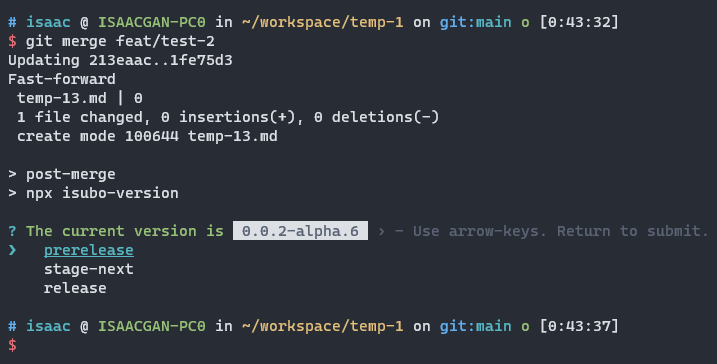 # isaac @ ISAACGAN-PC0 in ~/workspace/temp-1 on git:main o [0:43:32]
$ git merge feat/test-2
Updating 213eaac..1fe75d3
Fast-forward
 temp-13.md | 0
 1 file changed, 0 insertions(+), 0 deletions(-)
 create mode 100644 temp-13.md

> post-merge
> npx isubo-version

? The current version is 0.0.2-alpha.6 › - Use arrow-keys. Return to submit.
❯   prerelease
    stage-next
    release

# isaac @ ISAACGAN-PC0 in ~/workspace/temp-1 on git:main o [0:43:37]
$